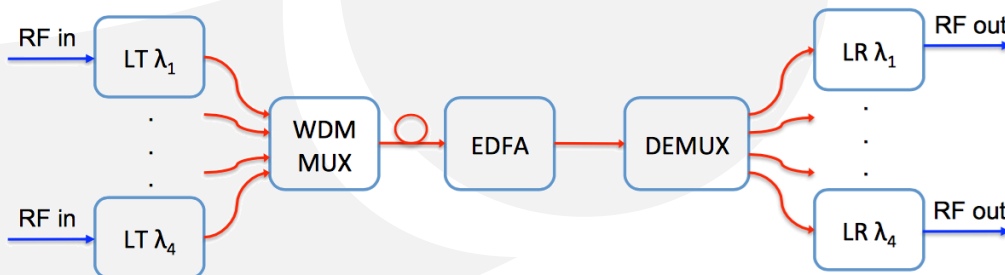 RF in
LT λ1
RF in
LT λ4
WDM
MUX
EDFA
DEMUX
LR λ1
RF out
LR λ4
RF out